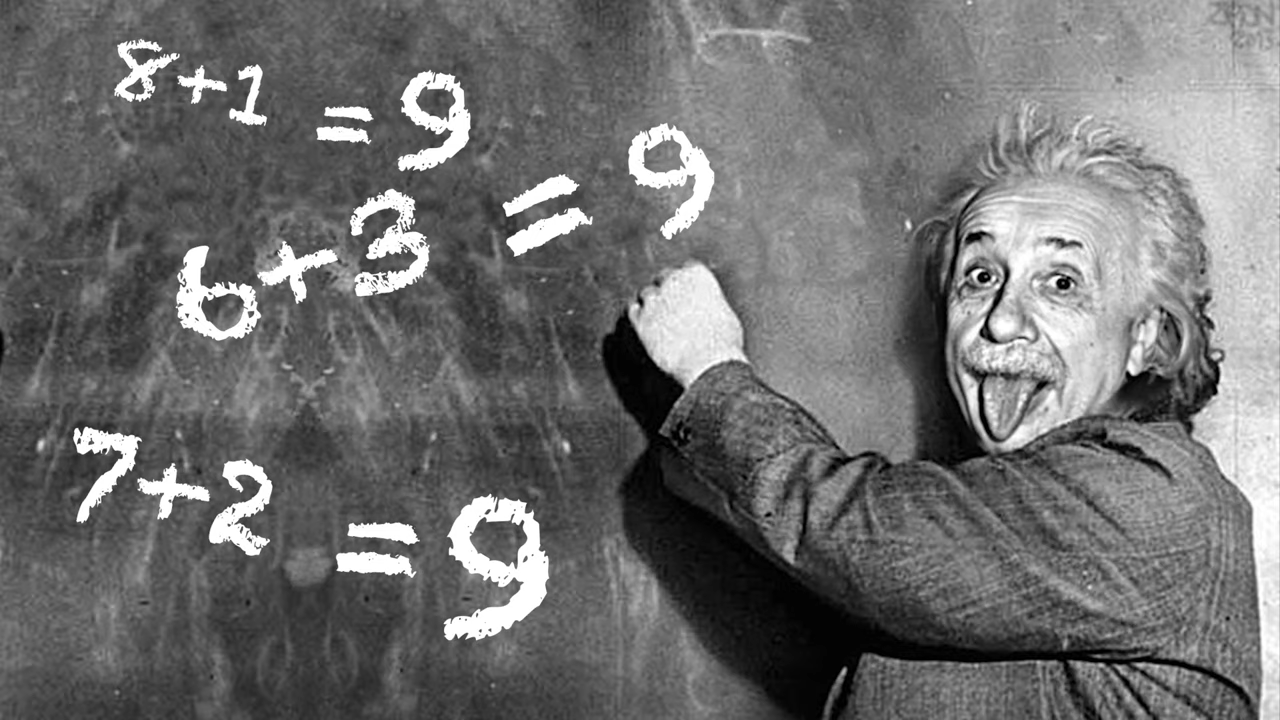 8+1 = 9
6+3 = 9
7+2 = 9